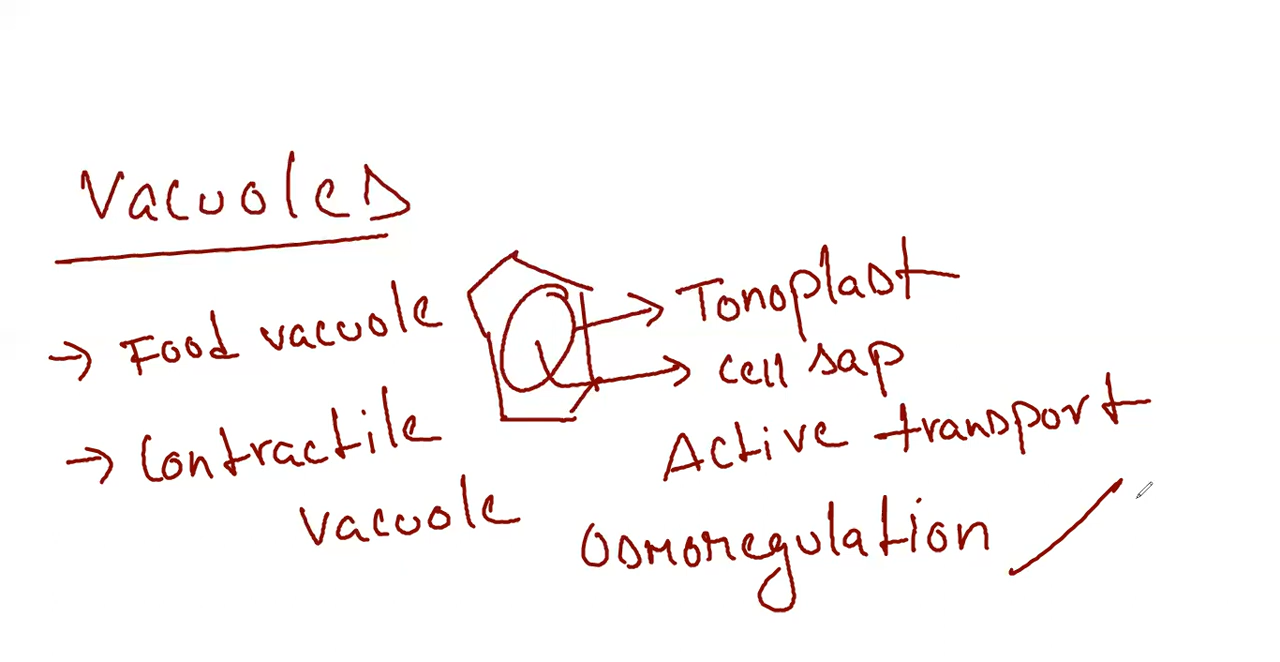 Vacuoles
→ Food vacuole
→ Contractile
vacuole
→ Tonoplast
→ cell sap
Active transport
Osmoregulation